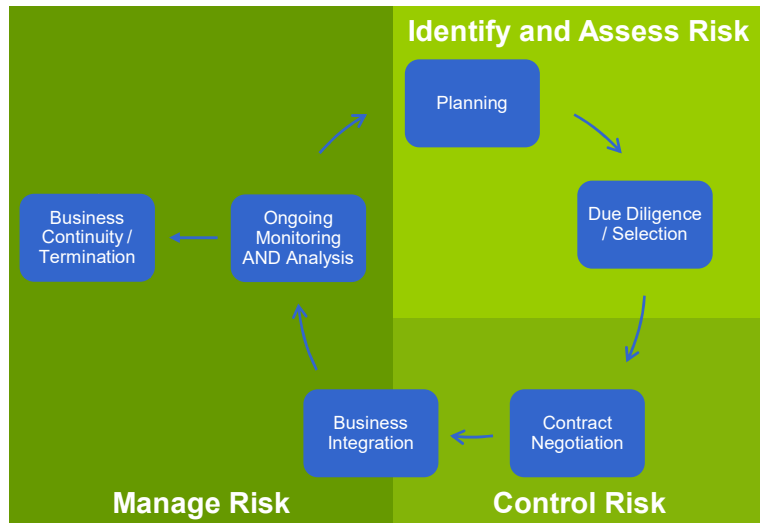 Identify and Assess Risk
Planning
Due Diligence
/ Selection
Business
Continuity /
Termination
Ongoing
Monitoring
AND Analysis
Business
Integration
Contract
Negotiation
Manage Risk
Control Risk